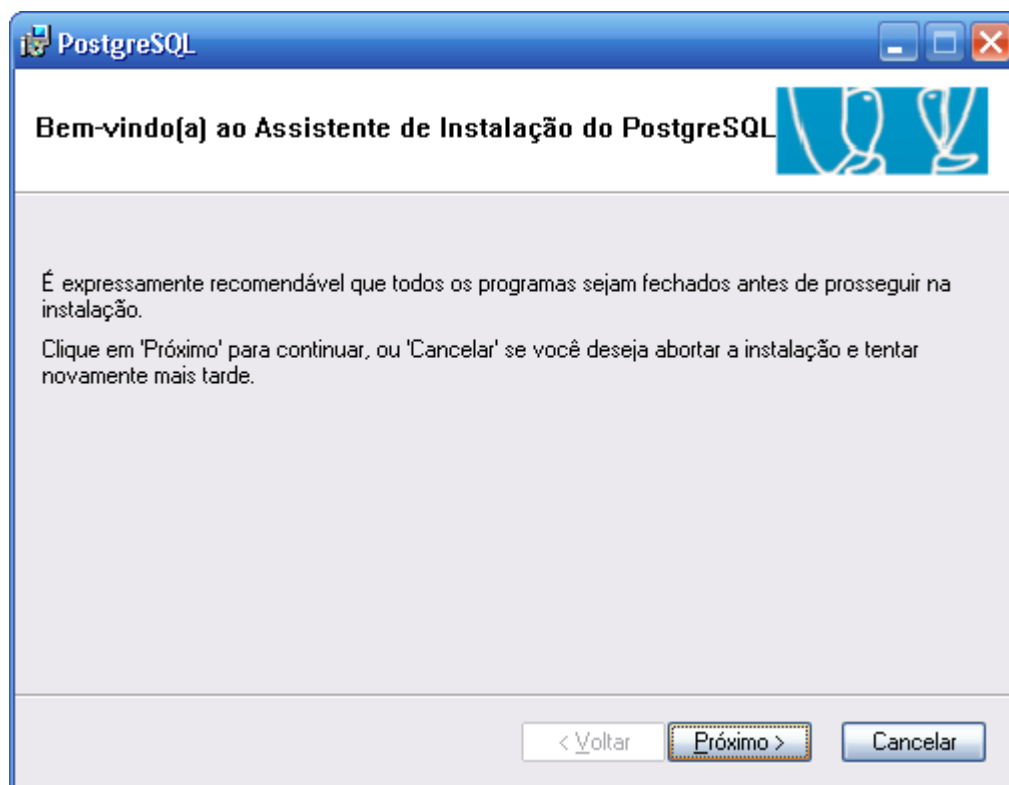 PostgreSQL
Bem-vindo(a) ao Assistente de Instalação do PostgreSQL
É expressamente recomendável que todos os programas sejam fechados antes de prosseguir na
instalação.
Clique em 'Próximo' para continuar, ou 'Cancelar' se você deseja abortar a instalação e tentar
novamente mais tarde.
< Voltar
Próximo >
Cancelar